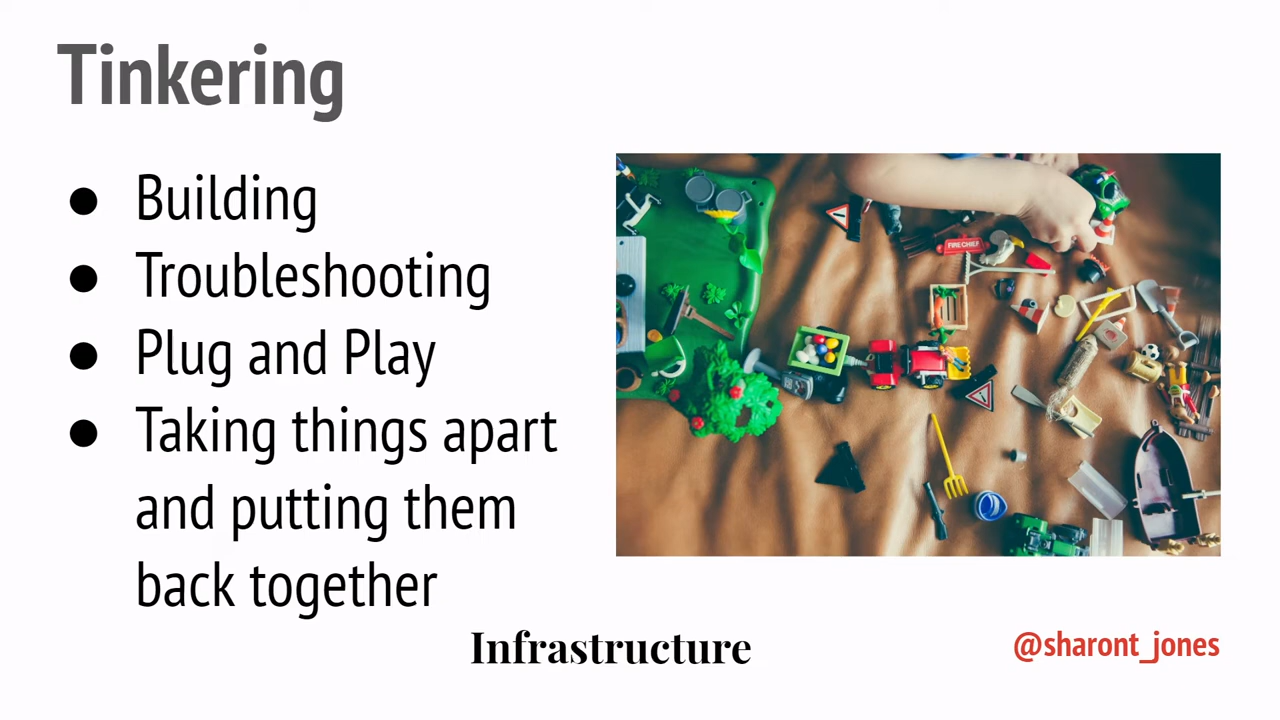 Tinkering
● Building
● Troubleshooting
● Plug and Play
● Taking things apart
and putting them
back together
FIRE CHIEF
Infrastructure
@sharont_jones